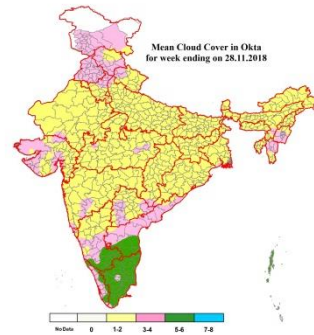 Mean Cloud Cover in Okta
for week ending on 28.11.2018
No Data 0 1-2 3-4 5-6 7-8